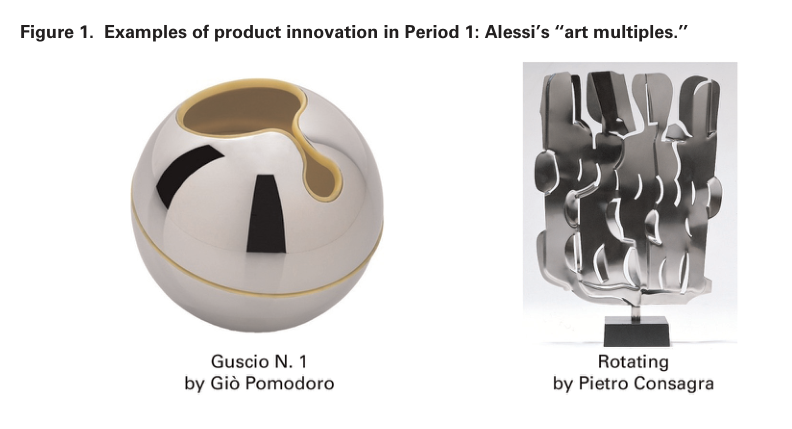 Figure 1. Examples of product innovation in Period 1: Alessi’s “art multiples.”
Guscio N. 1
by Giò Pomodoro
Rotating
by Pietro Consagra